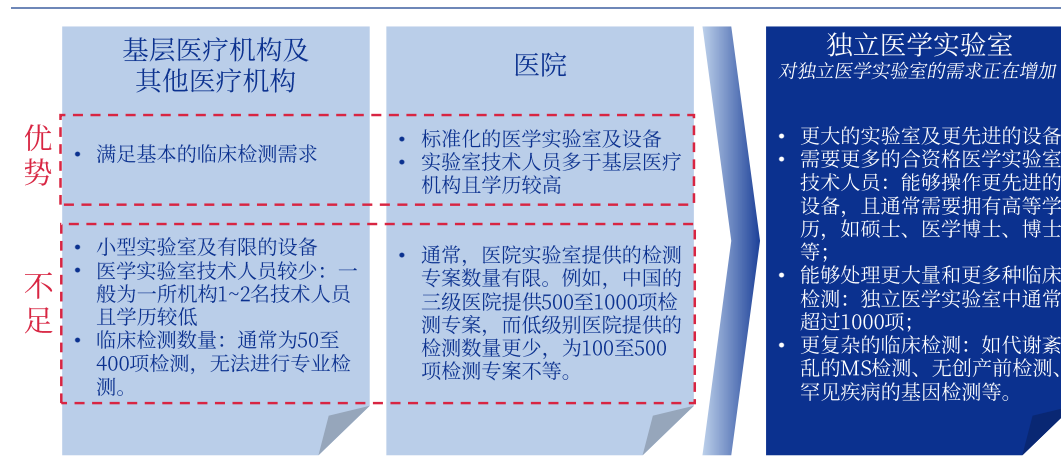 基层医疗机构及
其他医疗机构
优
势
• 满足基本的临床检测需求
不
足
• 小型实验室及有限的设备
• 医学实验室技术人员较少：一
般为一所机构1~2名技术人员
且学历较低
• 临床检测数量：通常为50至
400项检测，无法进行专业检
测。
医院
• 标准化的医学实验室及设备
• 实验室技术人员多于基层医疗
机构且学历较高
• 通常，医院实验室提供的检测
专案数量有限。例如，中国的
三级医院提供500至1000项检
测专案，而低级别医院提供的
检测数量更少，为100至500
项检测专案不等。
独立医学实验室
对独立医学实验室的需求正在增加
• 更大的实验室及更先进的设备
• 需要更多的合资格医学实验室
技术人员：能够操作更先进的
设备，且通常需要拥有高等学
历，如硕士、医学博士、博士
等；
• 能够处理更大量和更多种临床
检测：独立医学实验室中通常
超过1000项；
• 更复杂的临床检测：如代谢紊
乱的MS检测、无创产前检测、
罕见疾病的基因检测等。